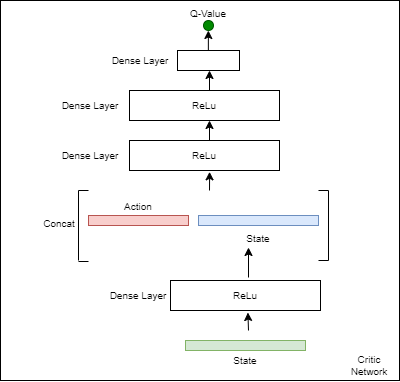 Q-Value
Dense Layer
Dense Layer ReLu
Dense Layer ReLu
Action
Concat
State
Dense Layer ReLu
State
Critic
Network